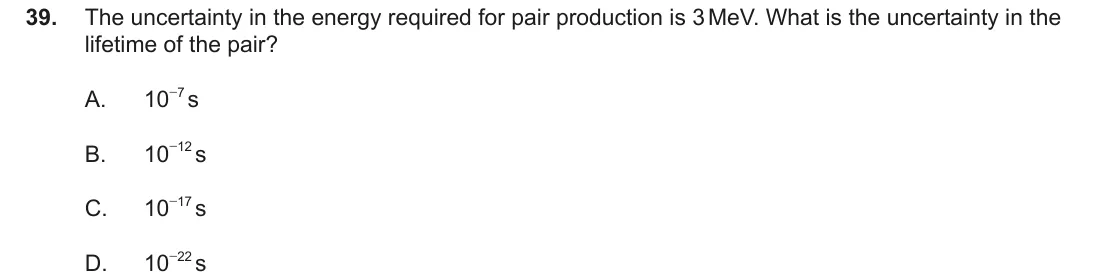 39. The uncertainty in the energy required for pair production is 3 MeV. What is the uncertainty in the
lifetime of the pair?
A. 10⁻⁷ s
B. 10⁻¹² s
C. 10⁻¹⁷ s
D. 10⁻²² s